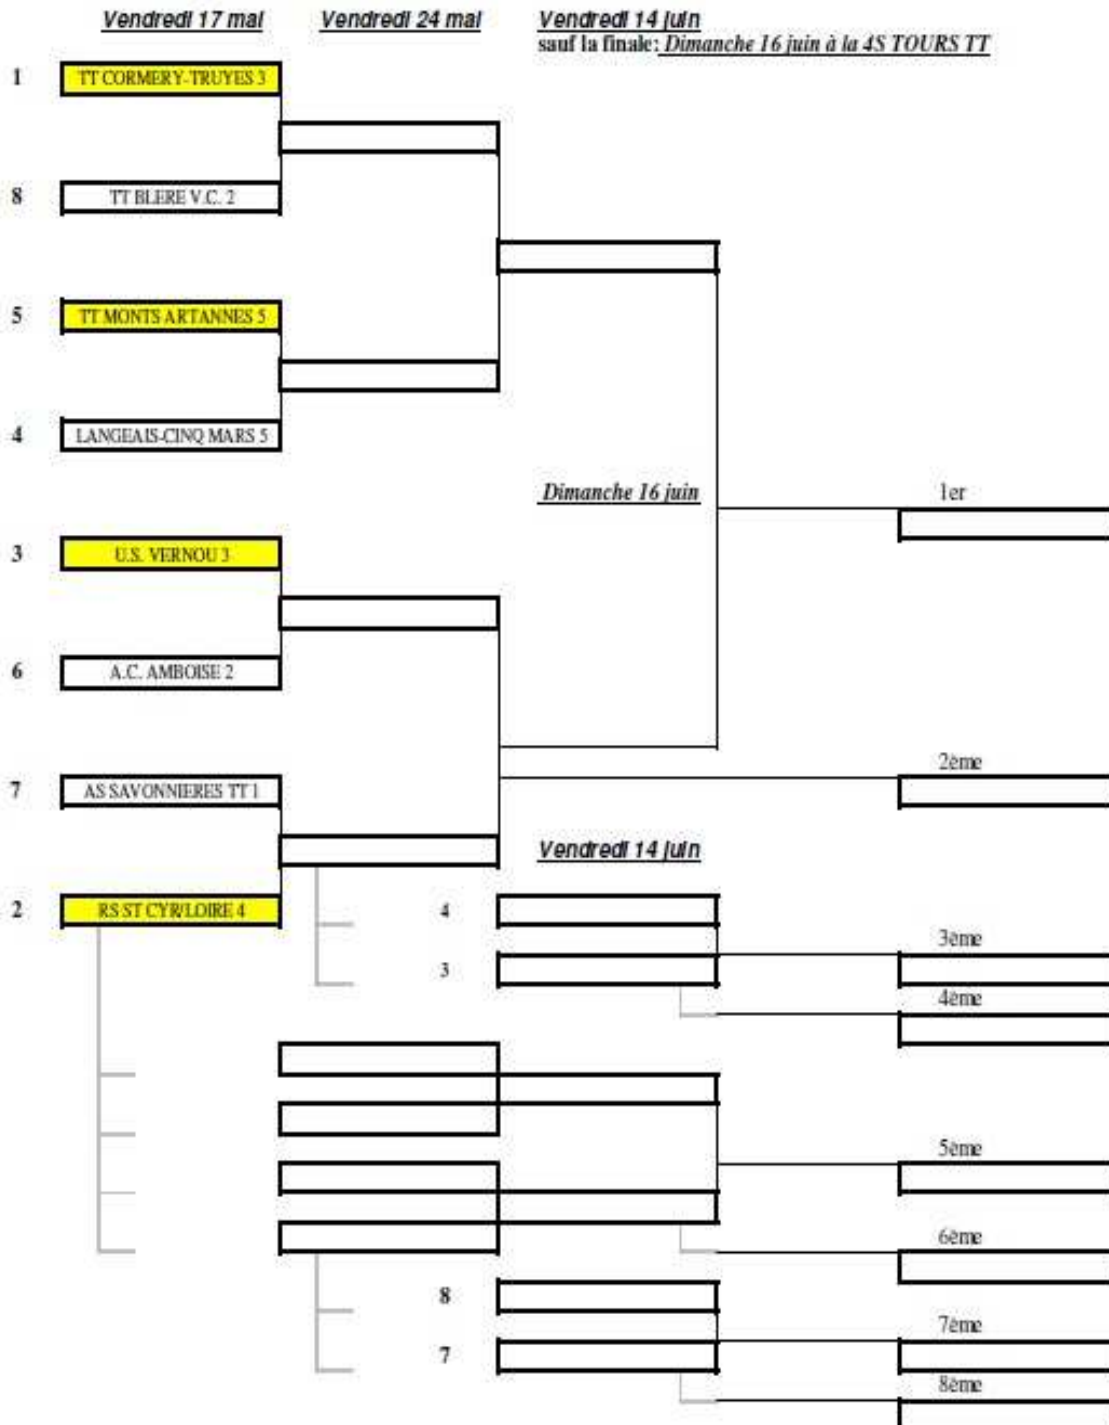 Vendredi 17 mai Vendredi 24 mai Vendredi 14 juin
sauf la finale: Dimanche 16 juin à la 4S TOURS TT
1 TT CORMERY-TRUYES 3
8 TT BLERE V.C. 2
5 TT MONTS ARTANNES 5
4 LANGEAIS-CINQ MARS 5
Dimanche 16 juin 1er
3 U.S. VERNOU 3
6 A.C. AMBOISE 2
2ème
7 AS SAVONNIERES TT 1
Vendredi 14 juin
2 RS ST CYR/LOIRE 4 4
3ème
3
4ème
5ème
6ème
8
7ème
7
8ème